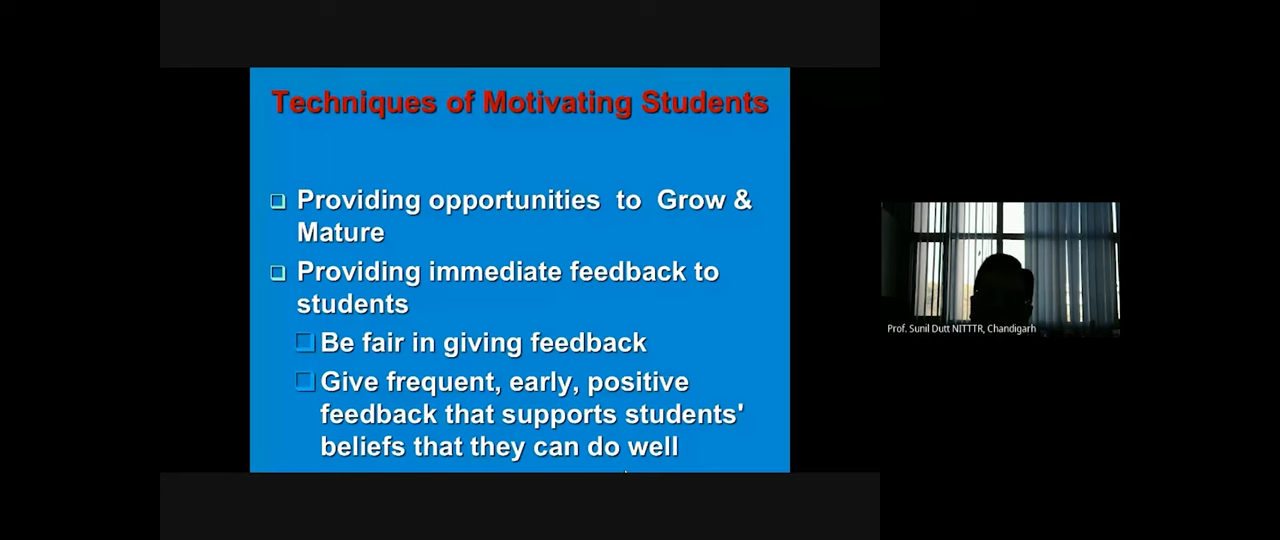 Techniques of Motivating Students
Providing opportunities to Grow &
Mature
Providing immediate feedback to
students
Be fair in giving feedback
Give frequent, early, positive
feedback that supports students'
beliefs that they can do well
Prof. Sunil Dutt NITTTR, Chandigarh